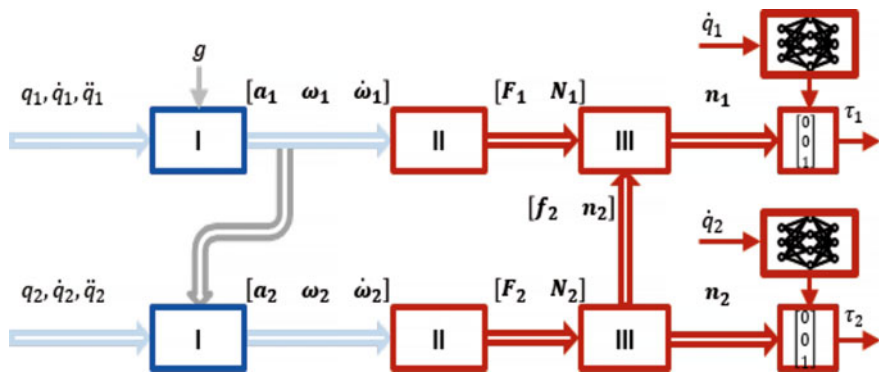 q̇₁
g
q₁, q̇₁, q̈₁ [a₁ ω₁ ω̇₁] [F₁ N₁] n₁ τ₁
I II III [0 0 1]
[f₂ n₂] q̇₂
q₂, q̇₂, q̈₂ [a₂ ω₂ ω̇₂] [F₂ N₂] n₂ τ₂
I II III [0 0 1]